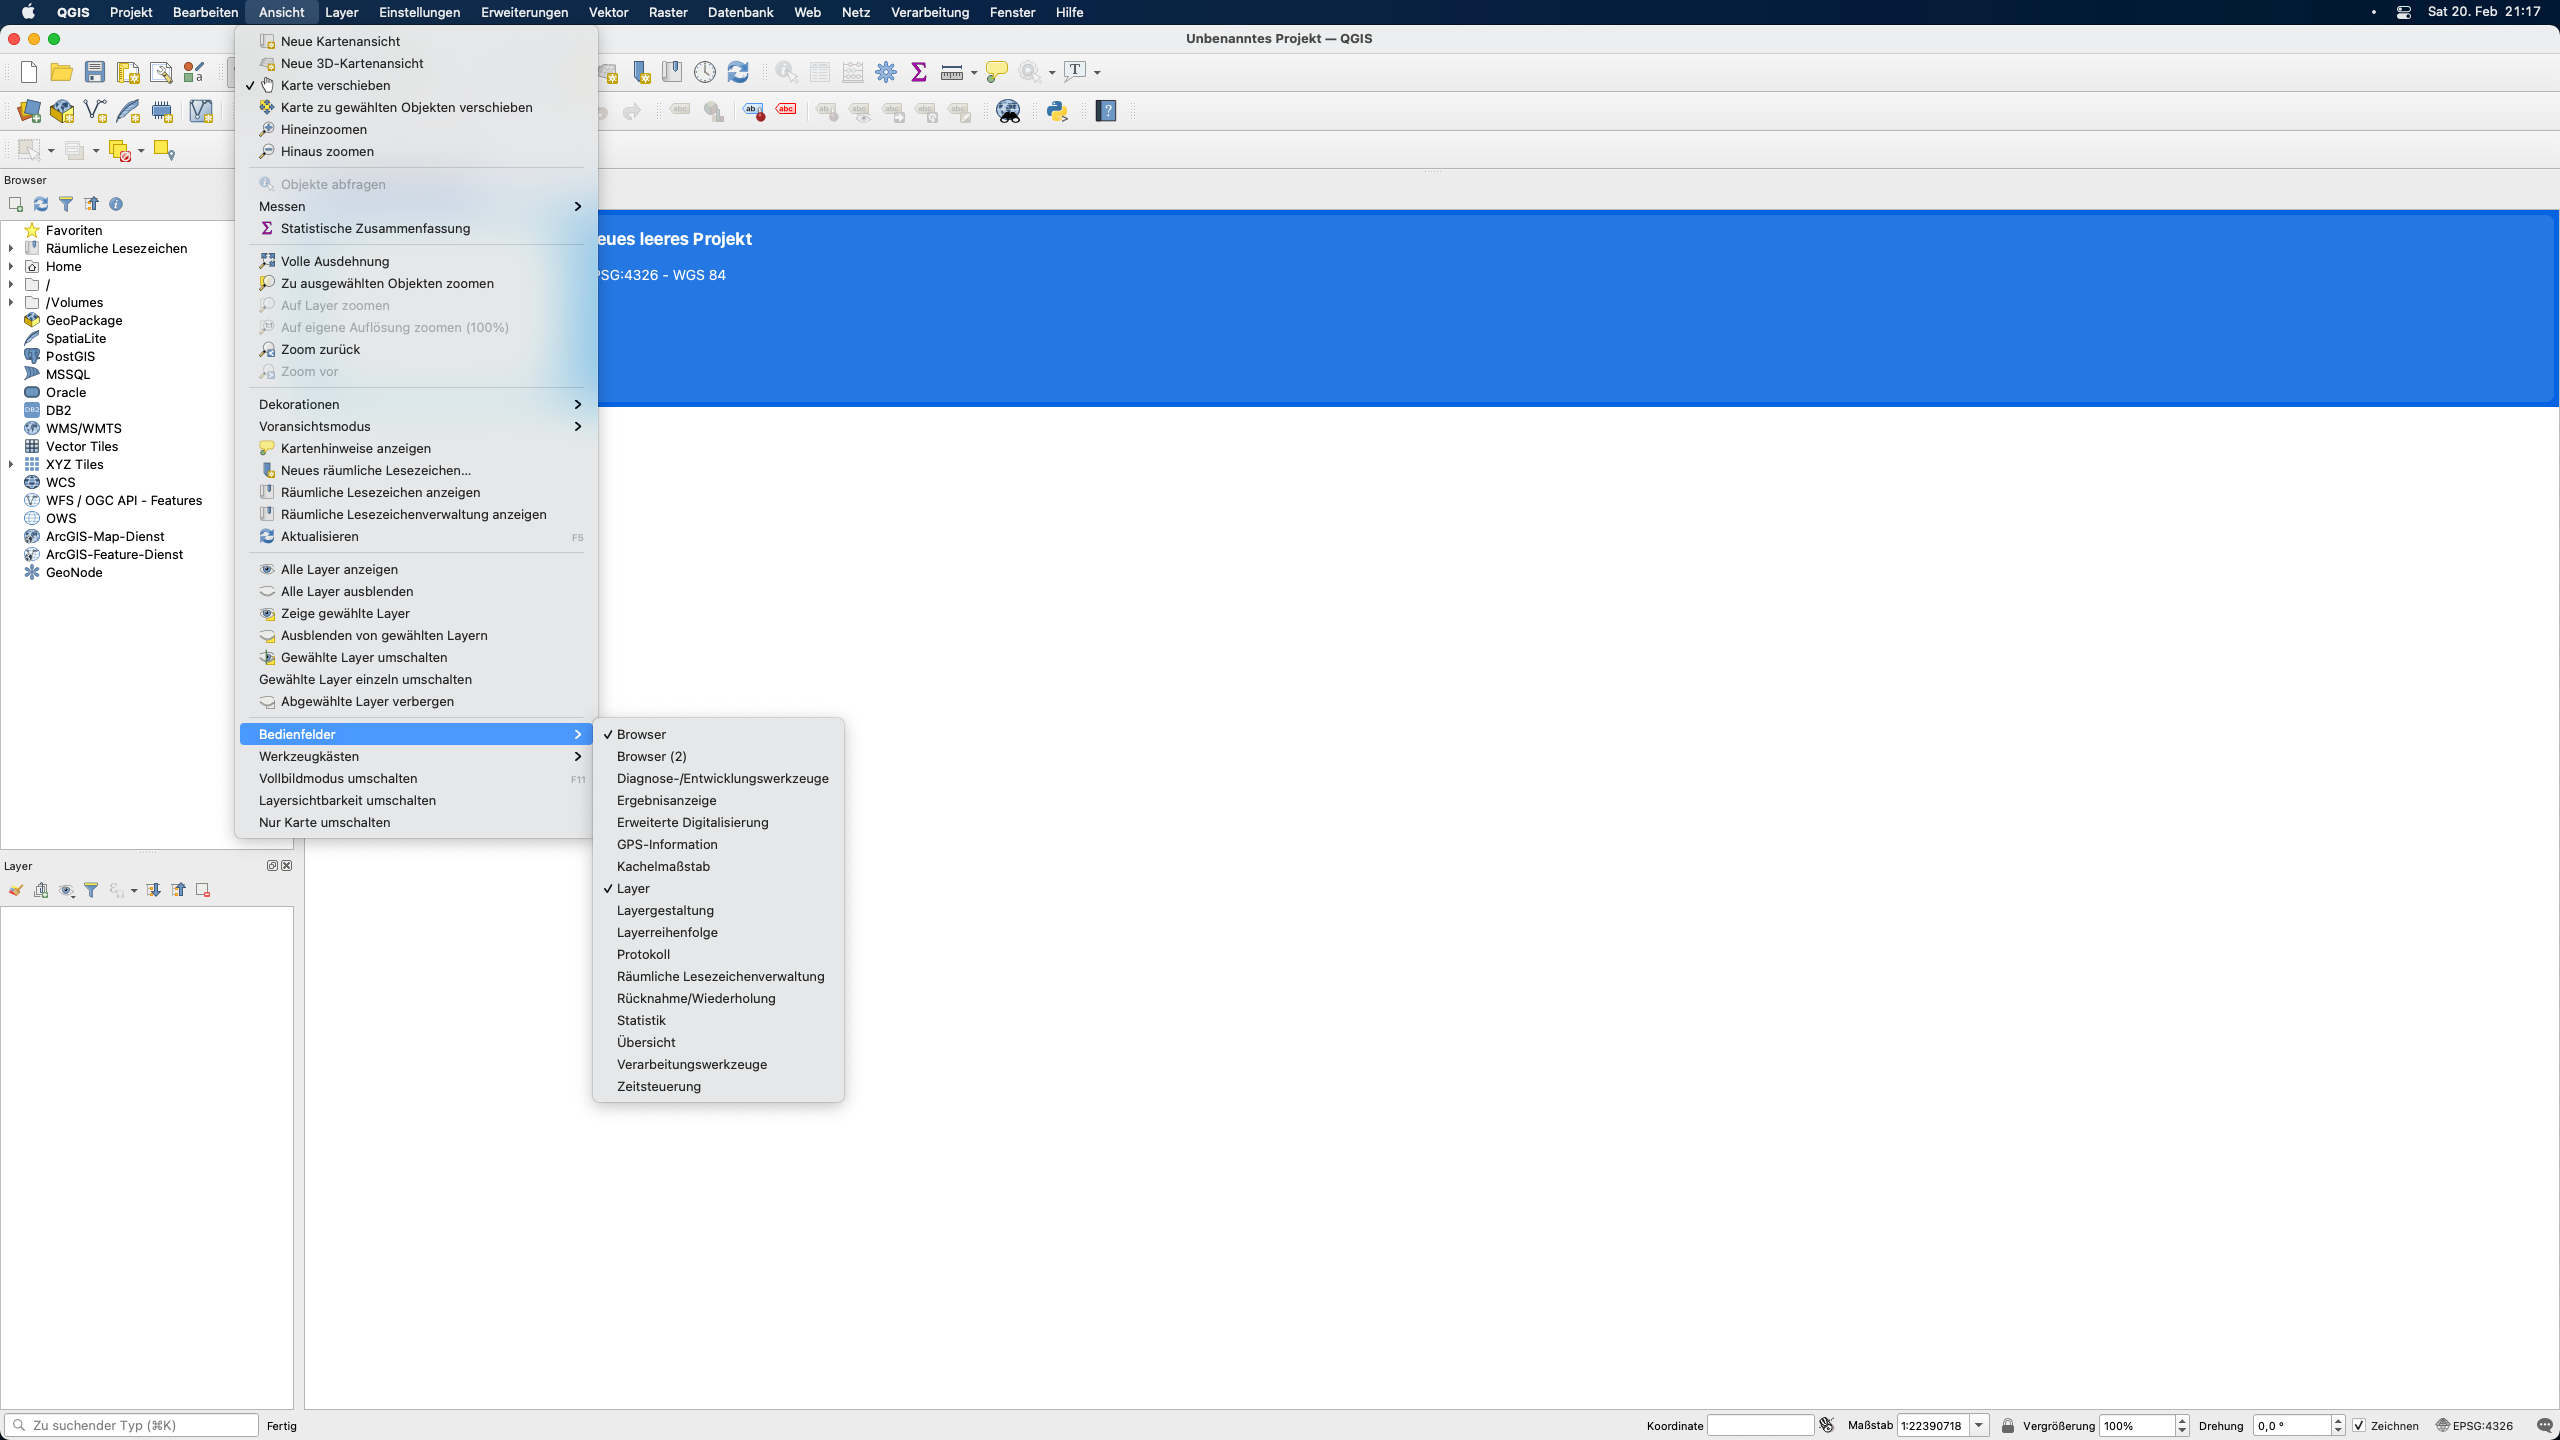 QGIS Projekt Bearbeiten Ansicht Layer Einstellungen Erweiterungen Vektor Raster Datenbank Web Netz Verarbeitung Fenster Hilfe
Sat 20. Feb 21:17
Unbenanntes Projekt — QGIS
Neue Kartenansicht
Neue 3D-Kartenansicht
Karte verschieben
Karte zu gewählten Objekten verschieben
Hineinzoomen
Hinaus zoomen
Objekte abfragen
Messen
Statistische Zusammenfassung
Volle Ausdehnung
Zu ausgewählten Objekten zoomen
Auf Layer zoomen
Auf eigene Auflösung zoomen (100%)
Zoom zurück
Zoom vor
Dekorationen
Voransichtsmodus
Kartenhinweise anzeigen
Neues räumliche Lesezeichen...
Räumliche Lesezeichen anzeigen
Räumliche Lesezeichenverwaltung anzeigen
Aktualisieren F5
Alle Layer anzeigen
Alle Layer ausblenden
Zeige gewählte Layer
Ausblenden von gewählten Layern
Gewählte Layer umschalten
Gewählte Layer einzeln umschalten
Abgewählte Layer verbergen
Bedienfelder
Werkzeugkästen
Vollbildmodus umschalten F11
Layersichtbarkeit umschalten
Nur Karte umschalten
Browser
Browser (2)
Diagnose-/Entwicklungswerkzeuge
Ergebnisanzeige
Erweiterte Digitalisierung
GPS-Information
Kachelmaßstab
Layer
Layergestaltung
Layerreihenfolge
Protokoll
Räumliche Lesezeichenverwaltung
Rücknahme/Wiederholung
Statistik
Übersicht
Verarbeitungswerkzeuge
Zeitsteuerung
eues leeres Projekt
PSG:4326 - WGS 84
Browser
Favoriten
Räumliche Lesezeichen
Home
/
/Volumes
GeoPackage
SpatiaLite
PostGIS
MSSQL
Oracle
DB2
WMS/WMTS
Vector Tiles
XYZ Tiles
WCS
WFS / OGC API - Features
OWS
ArcGIS-Map-Dienst
ArcGIS-Feature-Dienst
GeoNode
Layer
Zu suchender Typ (⌘K)
Fertig
Koordinate
Maßstab 1:22390718
Vergrößerung 100%
Drehung 0,0 °
Zeichnen
EPSG:4326